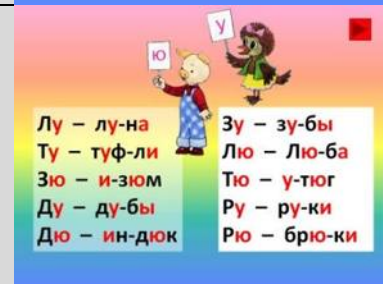 ю
у
Лу – лу-на
Ту – туф-ли
Зю – и-зюм
Ду – ду-бы
Дю – ин-дюк
Зу – зу-бы
Лю – Лю-ба
Тю – у-тюг
Ру – ру-ки
Рю – брю-ки